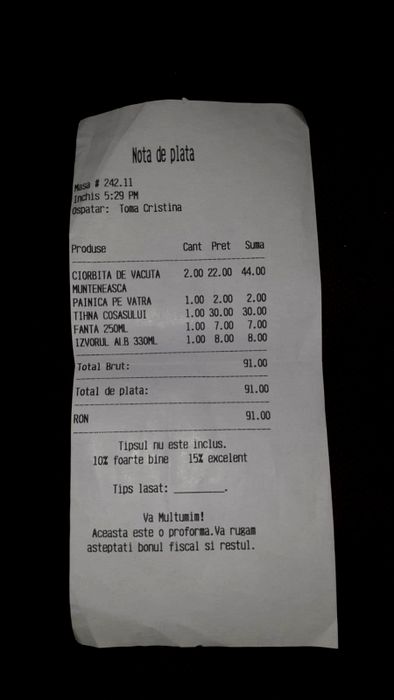 Nota de plata
Masa # 242.11
Inchis 5:29 PM
Ospatar: Toma Cristina
Produse Cant Pret Suma
CIORBITA DE VACUTA 2.00 22.00 44.00
MUNTENEASCA
PAINICA PE VATRA 1.00 2.00 2.00
TIHNA COSASULUI 1.00 30.00 30.00
FANTA 250ML 1.00 7.00 7.00
IZVORUL ALB 330ML 1.00 8.00 8.00
Total Brut: 91.00
Total de plata: 91.00
RON 91.00
Tipsul nu este inclus.
10% foarte bine 15% excelent
Tips lasat: ________.
Va Multumim!
Aceasta este o proforma.Va rugam
asteptati bonul fiscal si restul.